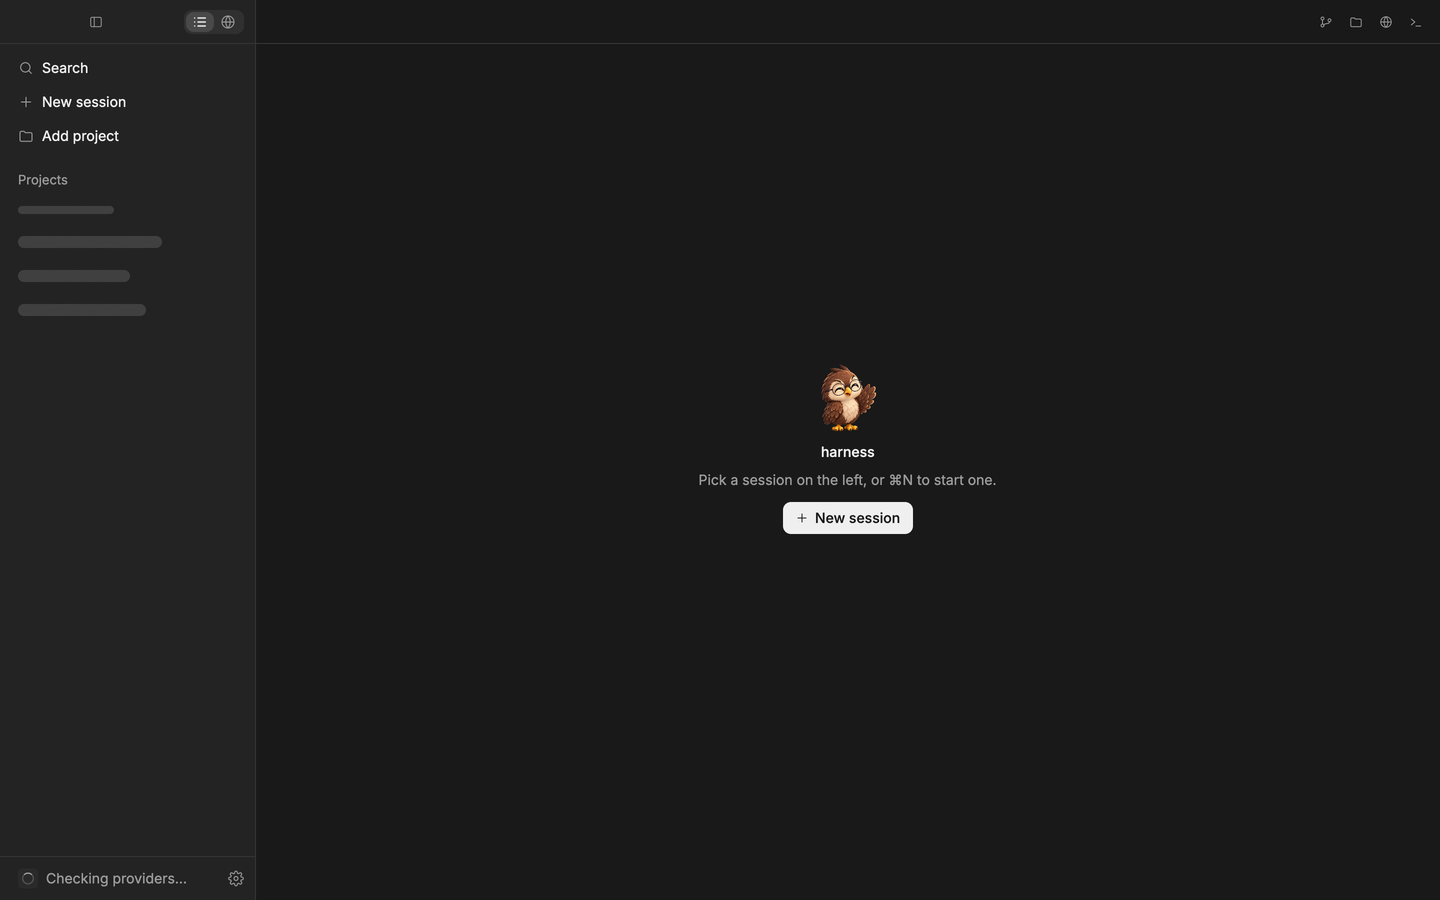 Search
New session
Add project
Projects
harness
Pick a session on the left, or ⌘N to start one.
New session
Checking providers...